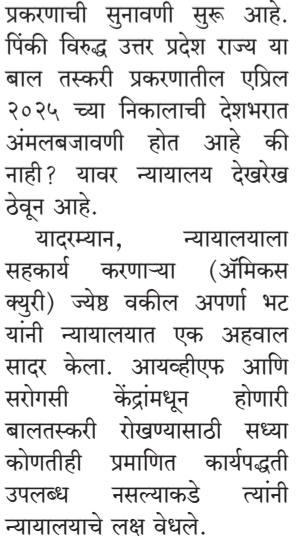 प्रकरणाची सुनावणी सुरू आहे.
पिंकी विरुद्ध उत्तर प्रदेश राज्य या
बाल तस्करी प्रकरणातील एप्रिल
२०२५ च्या निकालाची देशभरात
अंमलबजावणी होत आहे की
नाही? यावर न्यायालय देखरेख
ठेवून आहे.
यादरम्यान, न्यायालयाला
सहकार्य करणाऱ्या (ॲमिकस
क्युरी) ज्येष्ठ वकील अपर्णा भट
यांनी न्यायालयात एक अहवाल
सादर केला. आयव्हीएफ आणि
सरोगसी केंद्रांमधून होणारी
बालतस्करी रोखण्यासाठी सध्या
कोणतीही प्रमाणित कार्यपद्धती
उपलब्ध नसल्याकडे त्यांनी
न्यायालयाचे लक्ष वेधले.